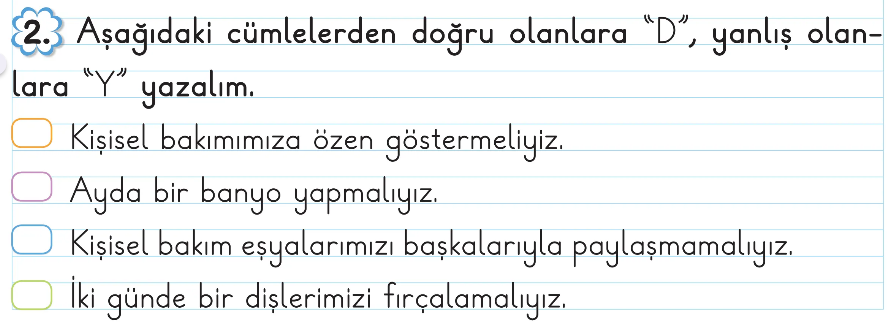 2. Aşağıdaki cümlelerden doğru olanlara "D", yanlış olan-
lara "Y" yazalım.
Kişisel bakımımıza özen göstermeliyiz.
Ayda bir banyo yapmalıyız.
Kişisel bakım eşyalarımızı başkalarıyla paylaşmamalıyız.
İki günde bir dişlerimizi fırçalamalıyız.